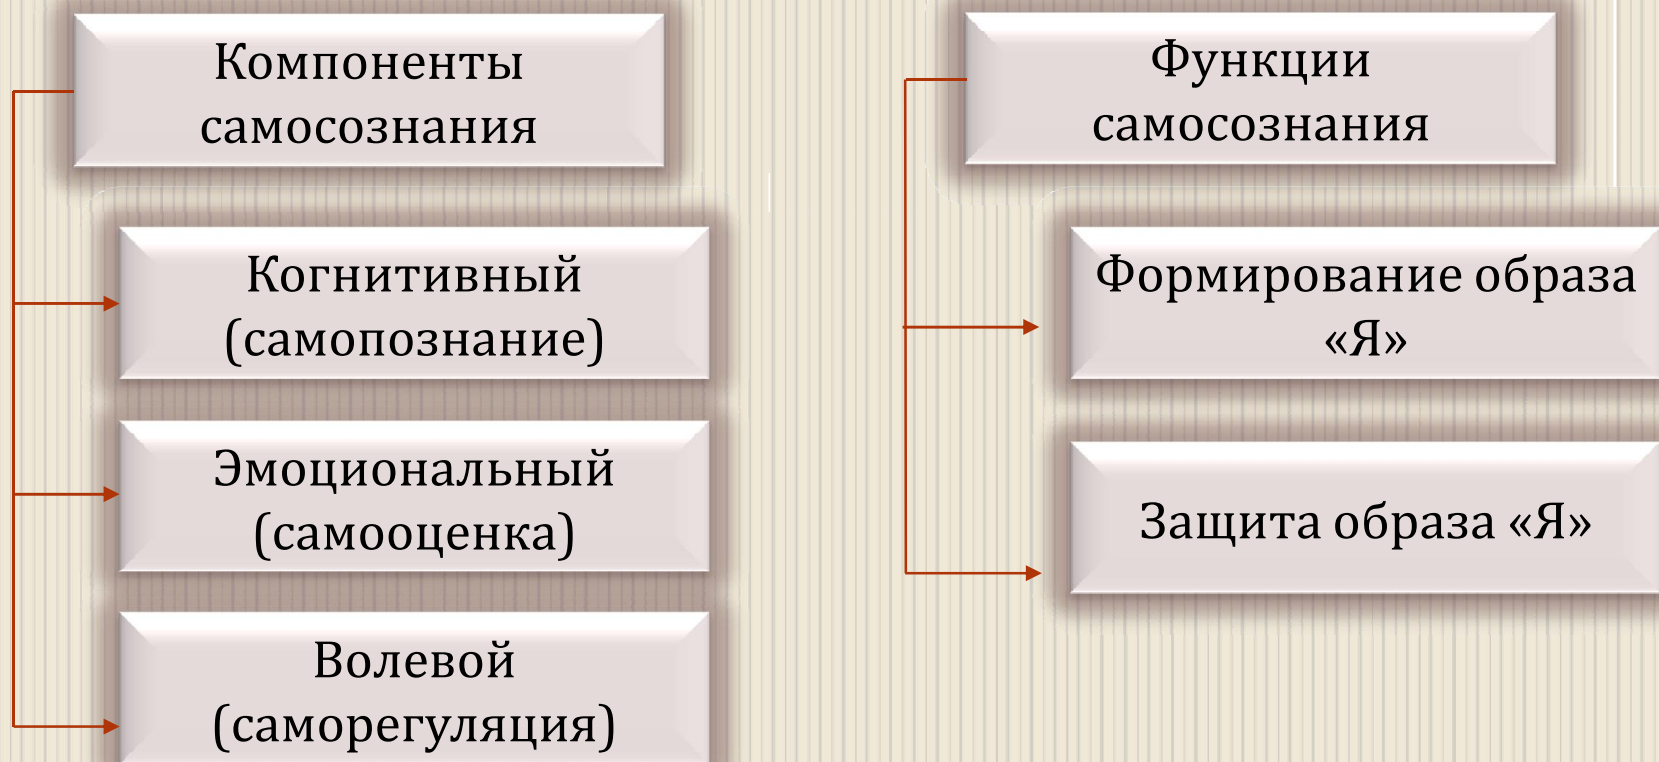 Компоненты
самосознания
Когнитивный
(самопознание)
Эмоциональный
(самооценка)
Волевой
(саморегуляция)
Функции
самосознания
Формирование образа
«Я»
Защита образа «Я»